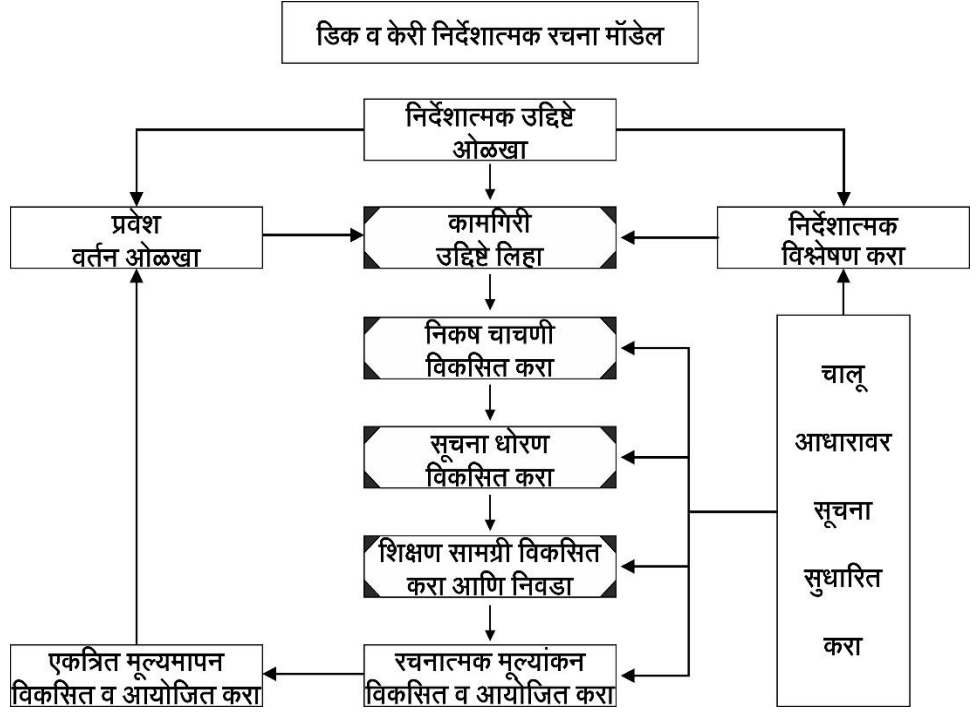 डिक व केरी निर्देशात्मक रचना मॉडेल
निर्देशात्मक उद्दिष्टे
ओळखा
प्रवेश
वर्तन ओळखा
कामगिरी
उद्दिष्टे लिहा
निर्देशात्मक
विश्लेषण करा
निकष चाचणी
विकसित करा
सूचना धोरण
विकसित करा
शिक्षण सामग्री विकसित
करा आणि निवडा
एकत्रित मूल्यमापन
विकसित व आयोजित करा
रचनात्मक मूल्यांकन
विकसित व आयोजित करा
चालू
आधारावर
सूचना
सुधारित
करा